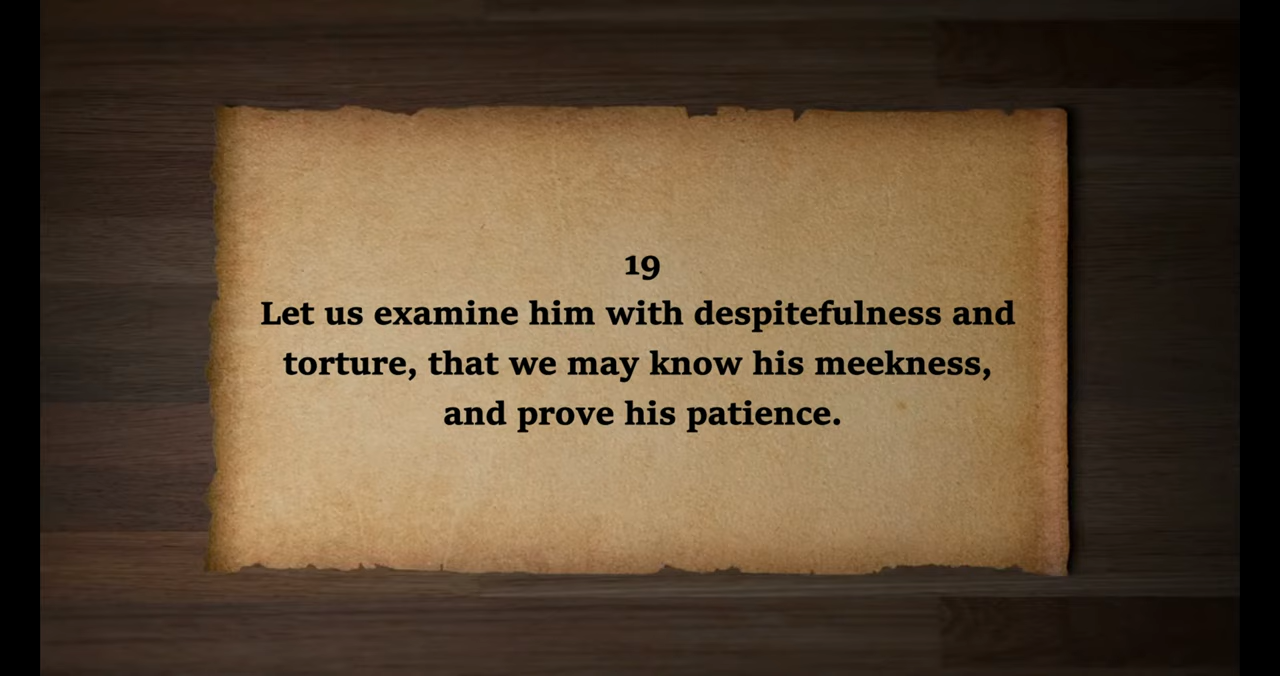 19
Let us examine him with despitefulness and
torture, that we may know his meekness,
and prove his patience.